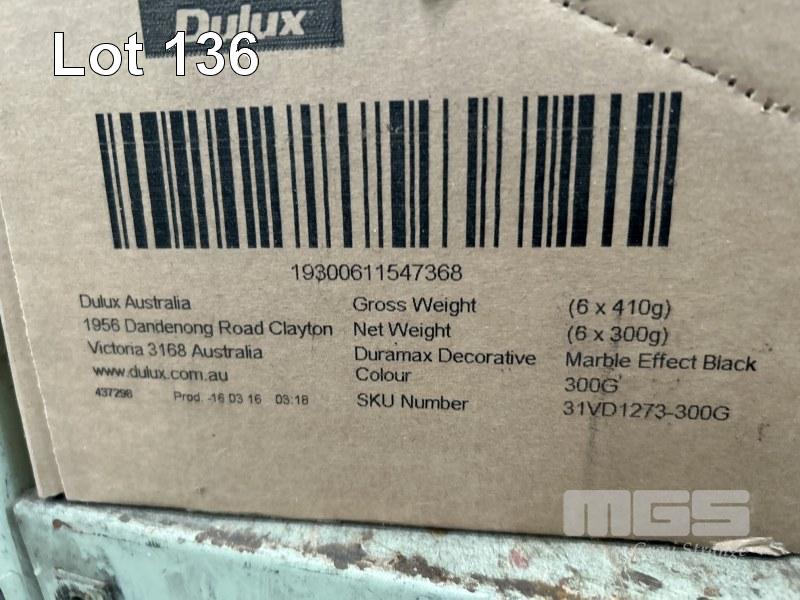 Dulux
Lot 136
19300611547368
Dulux Australia
1956 Dandenong Road Clayton
Victoria 3168 Australia
www.dulux.com.au
437298 Prod. -16 03 16 03:18
Gross Weight (6 x 410g)
Net Weight (6 x 300g)
Duramax Decorative Marble Effect Black
Colour 300G
SKU Number 31VD1273-300G
MGS